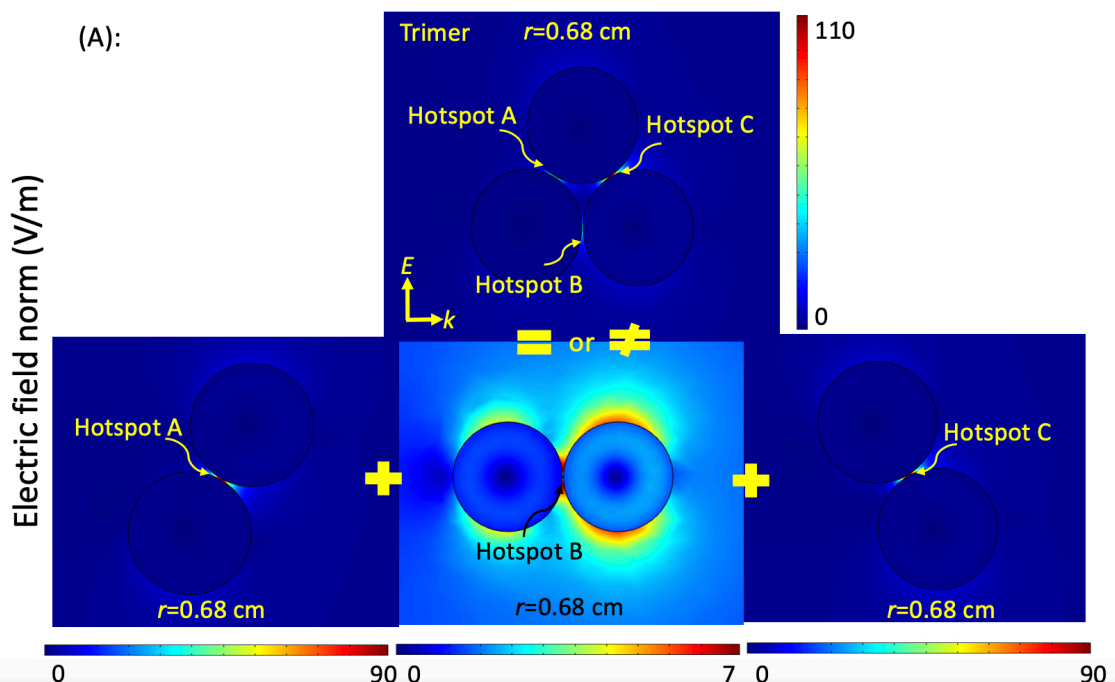 (A):
Trimer r=0.68 cm
110
Hotspot A
Hotspot C
Hotspot B
E
k
0
Electric field norm (V/m)
= or ≠
Hotspot A
Hotspot C
+
+
Hotspot B
r=0.68 cm
r=0.68 cm
r=0.68 cm
0 90 0 7 0 90